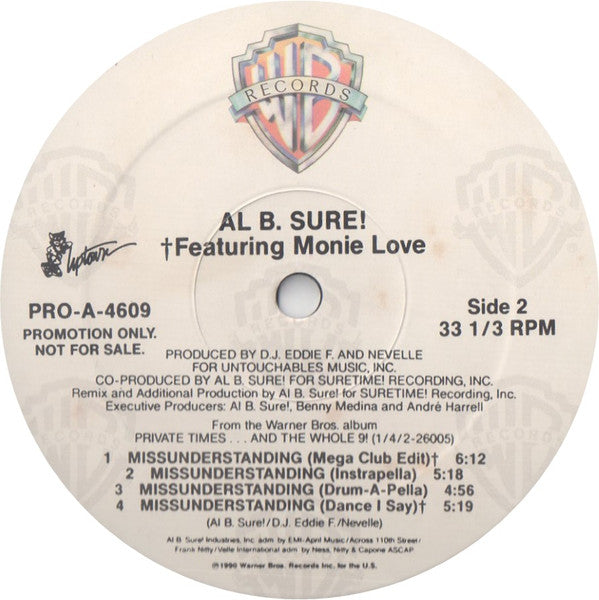 WB
RECORDS
®
AL B. SURE!
†Featuring Monie Love
uptown
PRO-A-4609
PROMOTION ONLY.
NOT FOR SALE.
Side 2
33 1/3 RPM
PRODUCED BY D.J. EDDIE F. AND NEVELLE
FOR UNTOUCHABLES MUSIC, INC.
CO-PRODUCED BY AL B. SURE! FOR SURETIME! RECORDING, INC.
Remix and Additional Production by Al B. Sure! for SURETIME! Recording, Inc.
Executive Producers: Al B. Sure!, Benny Medina and André Harrell
From the Warner Bros. album
PRIVATE TIMES . . . AND THE WHOLE 9! (1/4/2-26005)
1 MISSUNDERSTANDING (Mega Club Edit)† 6:12
2 MISSUNDERSTANDING (Instrapella) 5:18
3 MISSUNDERSTANDING (Drum-A-Pella) 4:56
4 MISSUNDERSTANDING (Dance I Say)† 5:19
(Al B. Sure!/D.J. Eddie F./Nevelle)
Al B. Sure! Industries, Inc. adm by EMI-April Music/Across 110th Street/
Frank Nitty/Velle International adm by Ness, Nitty & Capone ASCAP
©1990 Warner Bros. Records Inc. for the U.S.